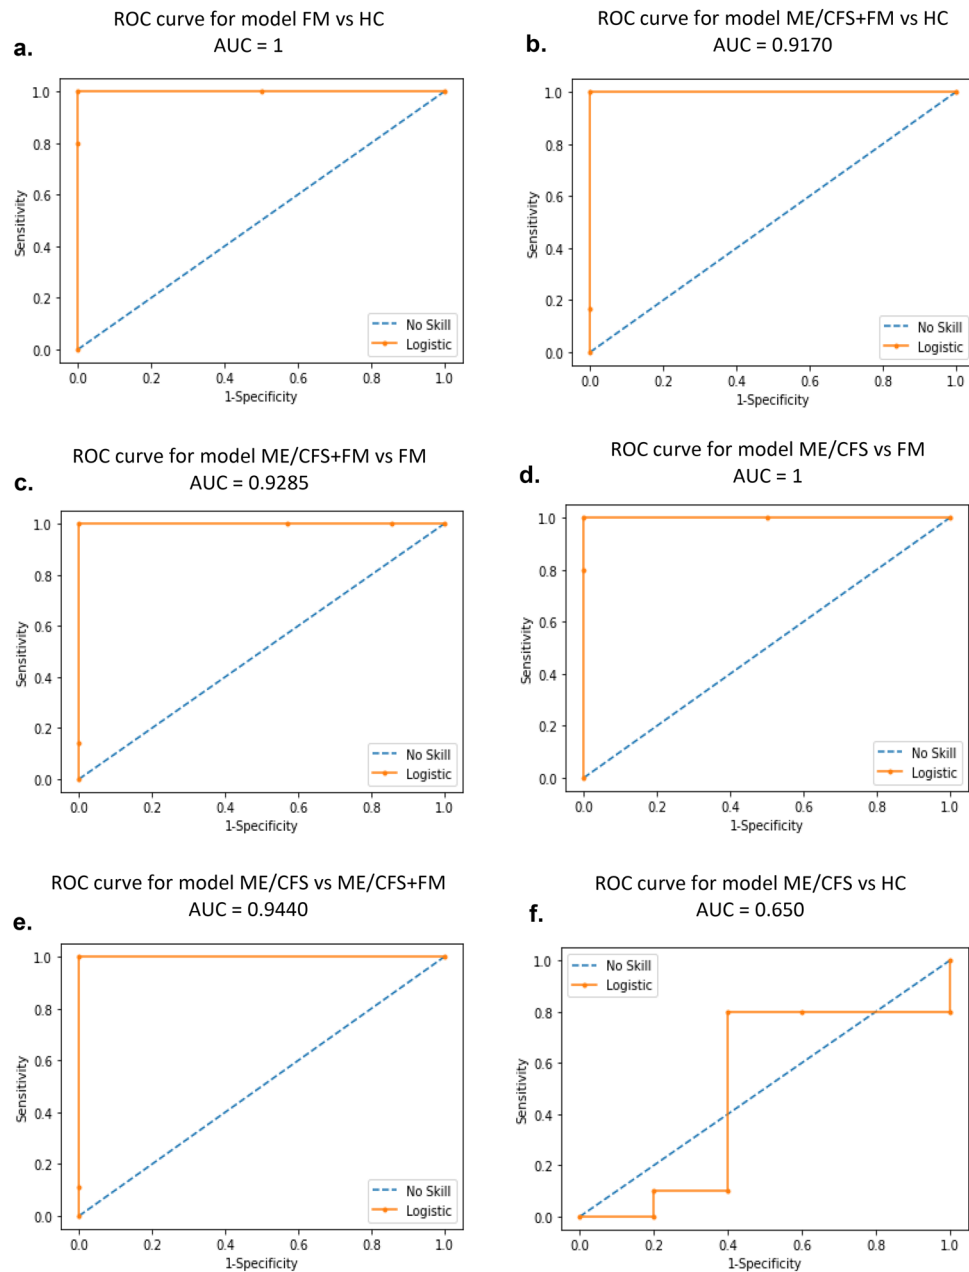 ROC curve for model FM vs HC
a.
AUC = 1
1.0
0.8
0.6
0.4
0.2
0.0
Sensitivity
No Skill
Logistic
0.0 0.2 0.4 0.6 0.8 1.0
1-Specificity
ROC curve for model ME/CFS+FM vs HC
b.
AUC = 0.9170
1.0
0.8
0.6
0.4
0.2
0.0
Sensitivity
No Skill
Logistic
0.0 0.2 0.4 0.6 0.8 1.0
1-Specificity
ROC curve for model ME/CFS+FM vs FM
c.
AUC = 0.9285
1.0
0.8
0.6
0.4
0.2
0.0
Sensitivity
No Skill
Logistic
0.0 0.2 0.4 0.6 0.8 1.0
1-Specificity
ROC curve for model ME/CFS vs FM
d.
AUC = 1
1.0
0.8
0.6
0.4
0.2
0.0
Sensitivity
No Skill
Logistic
0.0 0.2 0.4 0.6 0.8 1.0
1-Specificity
ROC curve for model ME/CFS vs ME/CFS+FM
e.
AUC = 0.9440
1.0
0.8
0.6
0.4
0.2
0.0
Sensitivity
No Skill
Logistic
0.0 0.2 0.4 0.6 0.8 1.0
1-Specificity
ROC curve for model ME/CFS vs HC
f.
AUC = 0.650
No Skill
Logistic
1.0
0.8
0.6
0.4
0.2
0.0
Sensitivity
0.0 0.2 0.4 0.6 0.8 1.0
1-Specificity